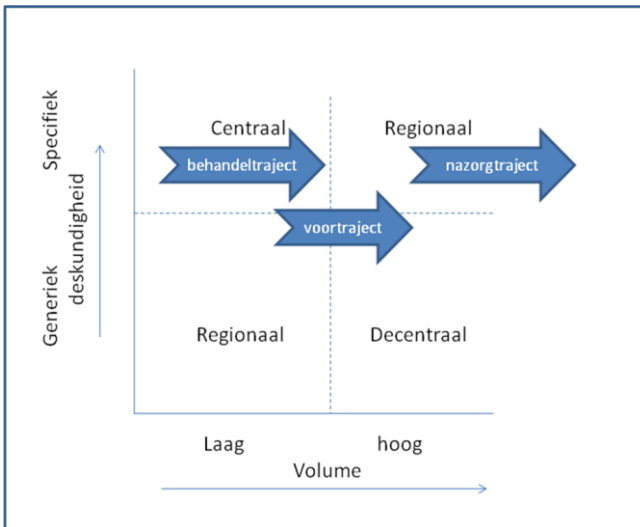 Specifiek
Centraal
Regionaal
behandeltraject
nazorgtraject
voortraject
Generiek
deskundigheid
Regionaal
Decentraal
Laag
hoog
Volume